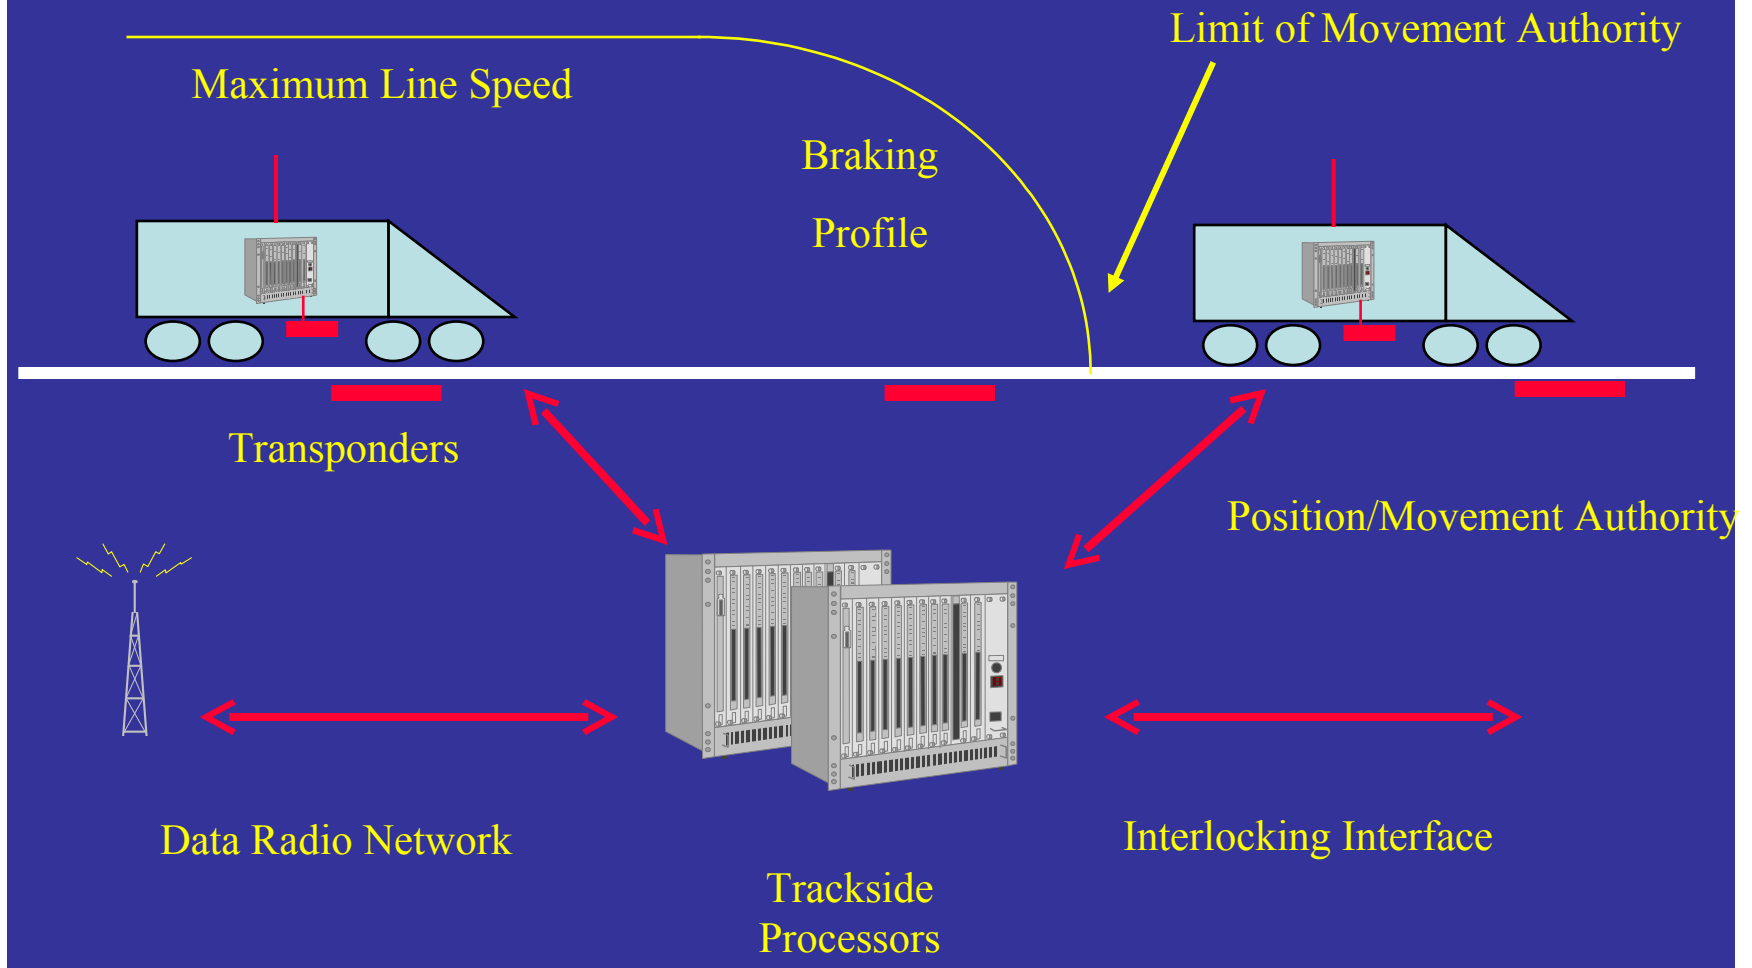 Limit of Movement Authority
Maximum Line Speed
Braking
Profile
Transponders
Position/Movement Authority
Data Radio Network
Interlocking Interface
Trackside
Processors